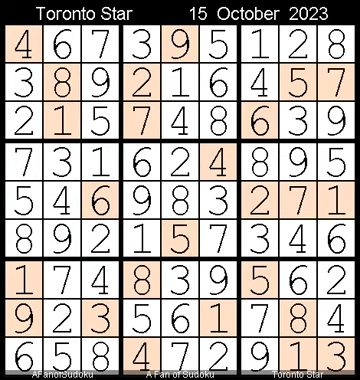 Toronto Star 15 October 2023
4 6 7 3 9 5 1 2 8
3 8 9 2 1 6 4 5 7
2 1 5 7 4 8 6 3 9
7 3 1 6 2 4 8 9 5
5 4 6 9 8 3 2 7 1
8 9 2 1 5 7 3 4 6
1 7 4 8 3 9 5 6 2
9 2 3 5 6 1 7 8 4
6 5 8 4 7 2 9 1 3
AFanofSudoku A Fan of Sudoku Toronto Star